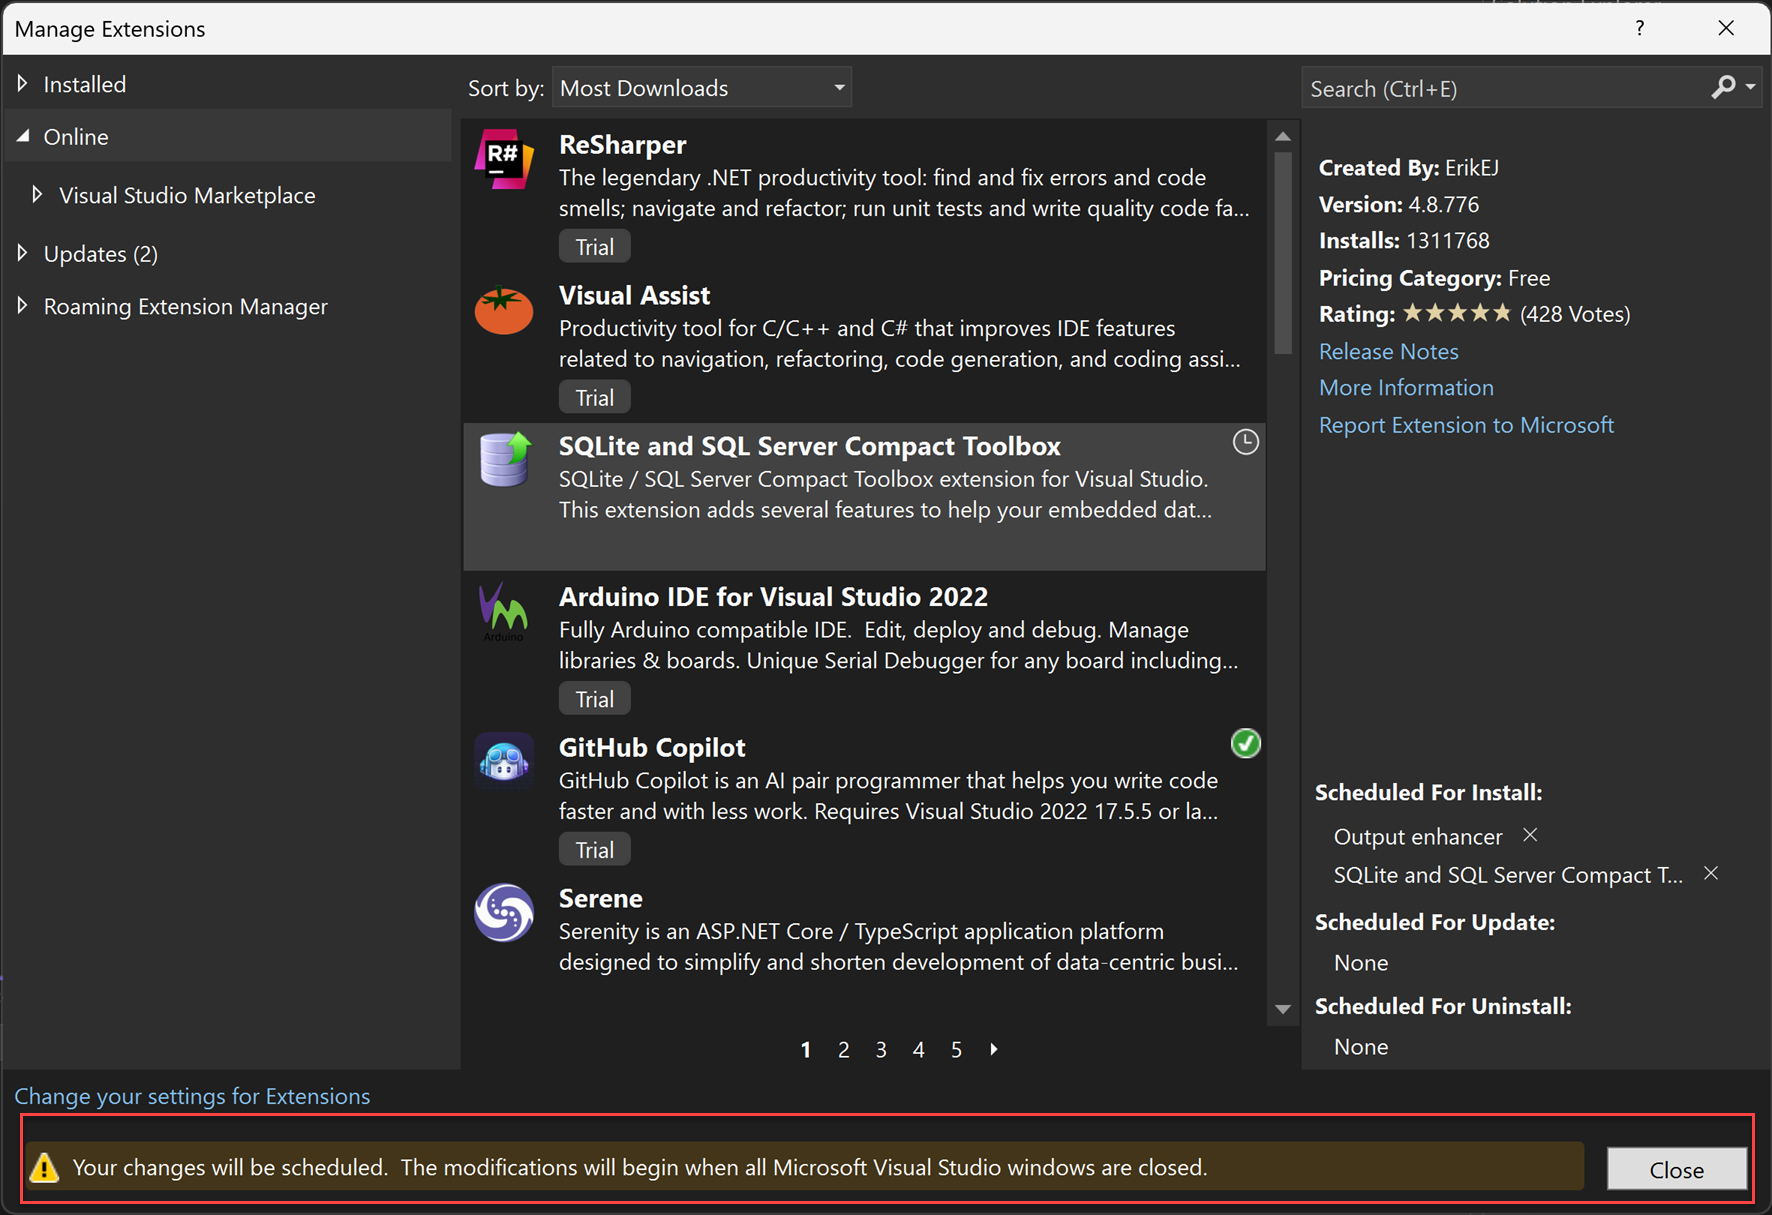 Manage Extensions
?
Installed
Online
Visual Studio Marketplace
Updates (2)
Roaming Extension Manager
Sort by: Most Downloads
R#
ReSharper
The legendary .NET productivity tool: find and fix errors and code
smells; navigate and refactor; run unit tests and write quality code fa...
Trial
Visual Assist
Productivity tool for C/C++ and C# that improves IDE features
related to navigation, refactoring, code generation, and coding assi...
Trial
SQLite and SQL Server Compact Toolbox
SQLite / SQL Server Compact Toolbox extension for Visual Studio.
This extension adds several features to help your embedded dat...
Arduino
Arduino IDE for Visual Studio 2022
Fully Arduino compatible IDE.  Edit, deploy and debug. Manage
libraries & boards. Unique Serial Debugger for any board including...
Trial
GitHub Copilot
GitHub Copilot is an AI pair programmer that helps you write code
faster and with less work. Requires Visual Studio 2022 17.5.5 or la...
Trial
Serene
Serenity is an ASP.NET Core / TypeScript application platform
designed to simplify and shorten development of data-centric busi...
1 2 3 4 5
Search (Ctrl+E)
Created By: ErikEJ
Version: 4.8.776
Installs: 1311768
Pricing Category: Free
Rating: ★★★★★ (428 Votes)
Release Notes
More Information
Report Extension to Microsoft
Scheduled For Install:
Output enhancer
SQLite and SQL Server Compact T...
Scheduled For Update:
None
Scheduled For Uninstall:
None
Change your settings for Extensions
Your changes will be scheduled.  The modifications will begin when all Microsoft Visual Studio windows are closed.
Close